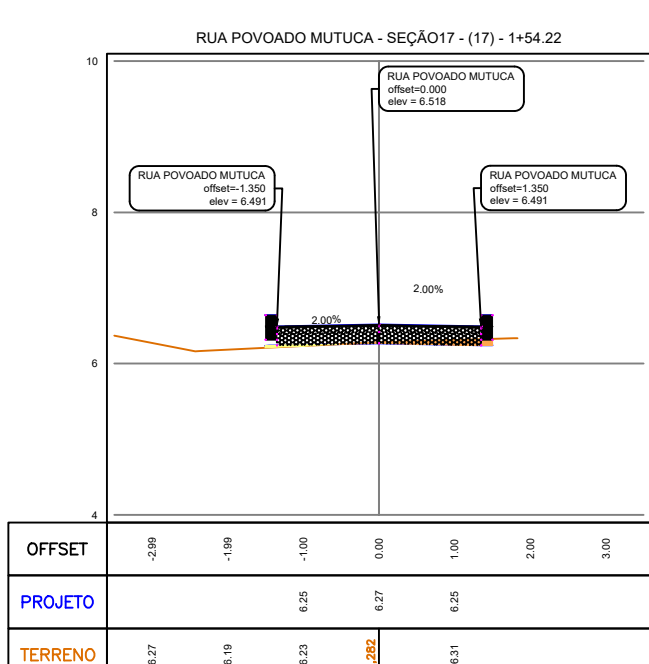 RUA POVOADO MUTUCA - SEÇÃO17 - (17) - 1+54.22
10
RUA POVOADO MUTUCA
offset=0.000
elev = 6.518
RUA POVOADO MUTUCA
offset=-1.350
elev = 6.491
RUA POVOADO MUTUCA
offset=1.350
elev = 6.491
8
2.00%
2.00%
6
4
OFFSET -2.99 -1.99 -1.00 0.00 1.00 2.00 3.00
PROJETO 6.25 6.27 6.25
TERRENO 6.27 6.19 6.23 ,282 6.31